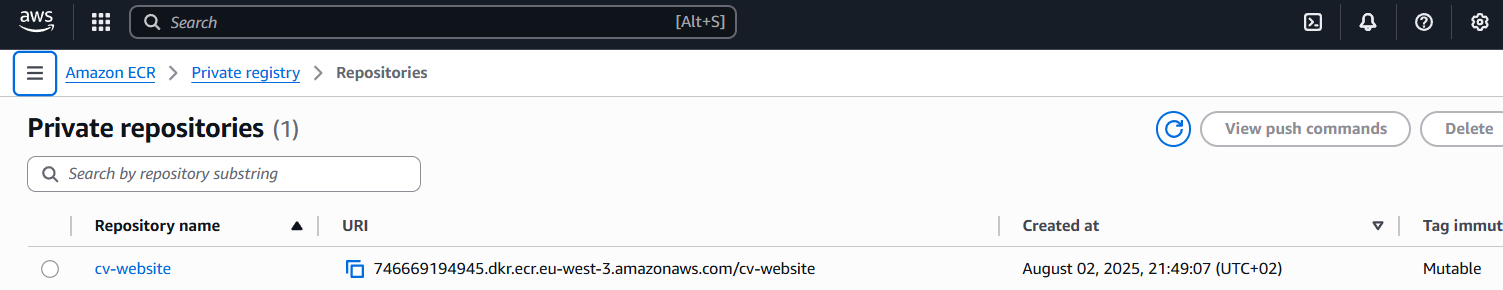 aws Search [Alt+S]
Amazon ECR > Private registry > Repositories
Private repositories (1) View push commands Delete
Search by repository substring
Repository name URI Created at Tag immut
cv-website 746669194945.dkr.ecr.eu-west-3.amazonaws.com/cv-website August 02, 2025, 21:49:07 (UTC+02) Mutable